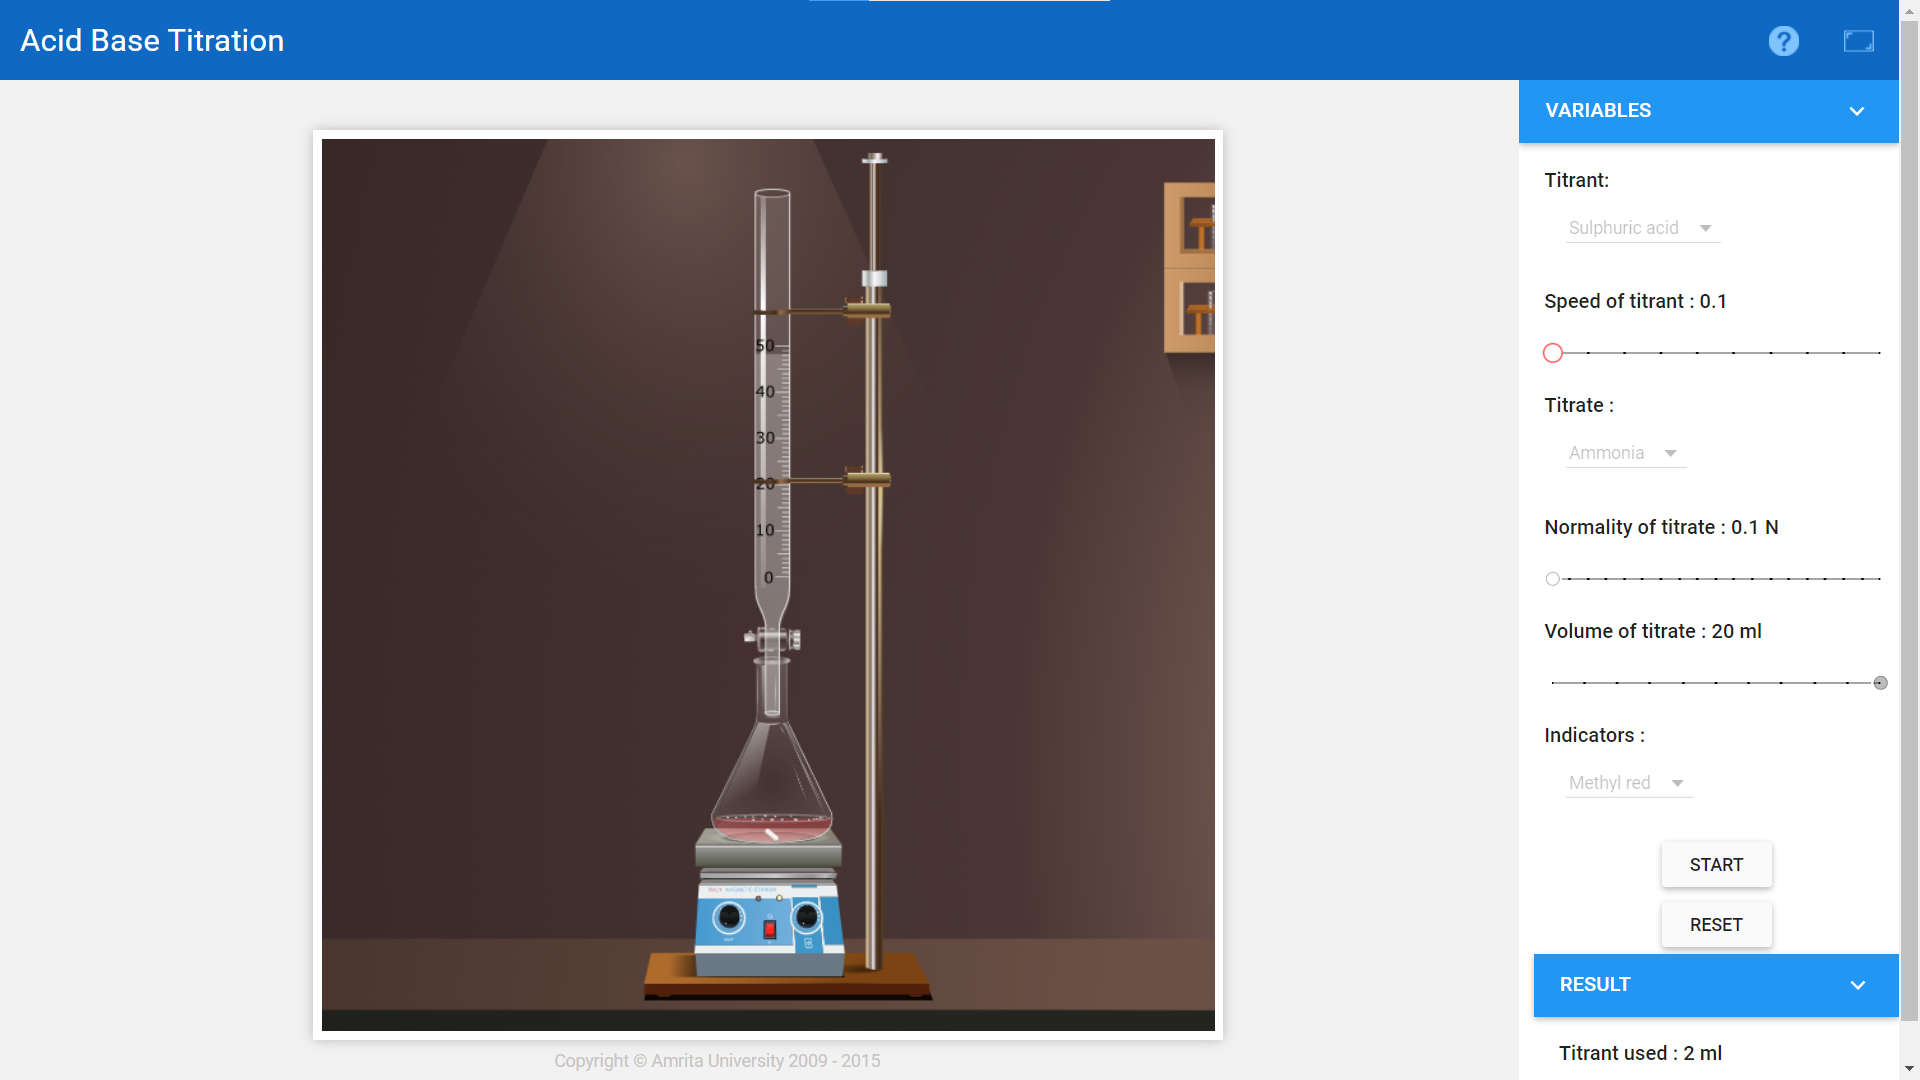 Acid Base Titration
VARIABLES
Titrant:
Sulphuric acid
Speed of titrant : 0.1
Titrate :
Ammonia
Normality of titrate : 0.1 N
Volume of titrate : 20 ml
Indicators :
Methyl red
START
RESET
RESULT
Titrant used : 2 ml
50
40
30
20
10
0
Copyright © Amrita University 2009 - 2015